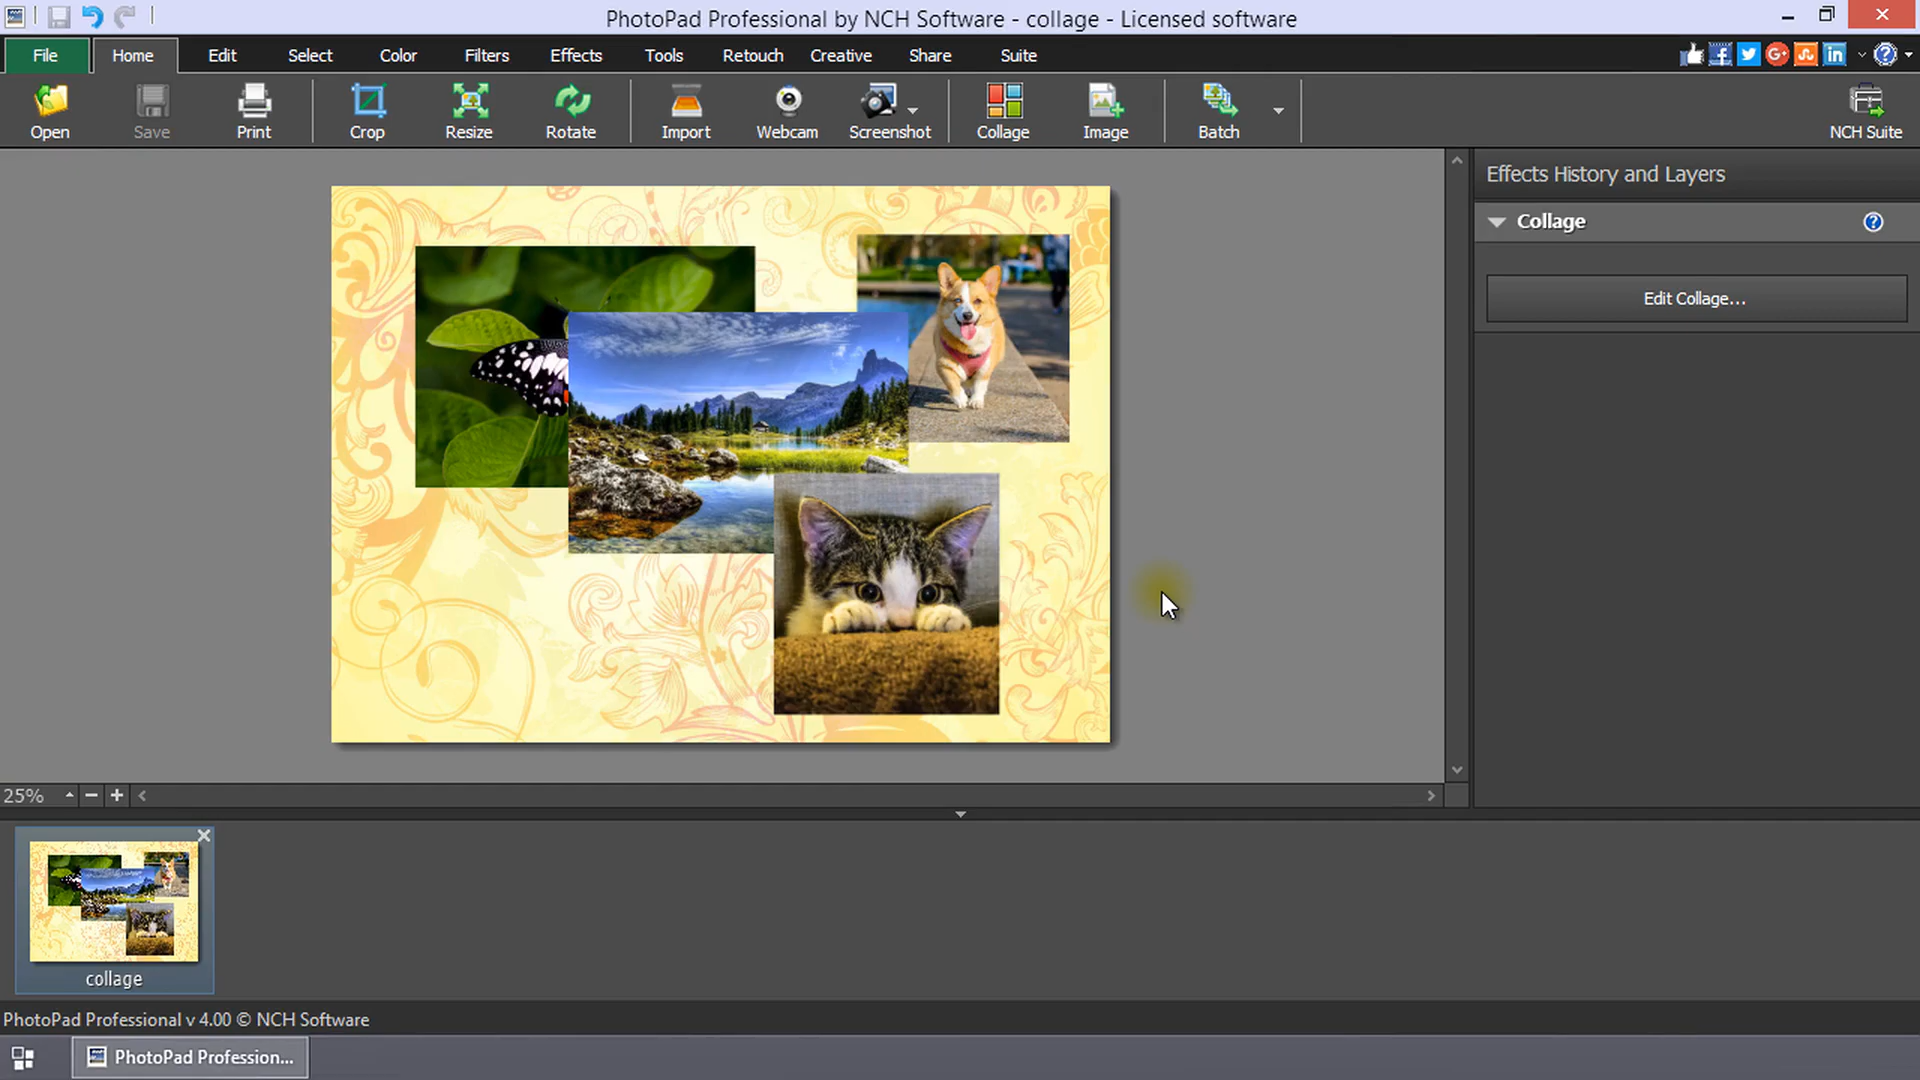 PhotoPad Professional by NCH Software - collage - Licensed software
File Home Edit Select Color Filters Effects Tools Retouch Creative Share Suite
Open Save Print Crop Resize Rotate Import Webcam Screenshot Collage Image Batch NCH Suite
Effects History and Layers
Collage
Edit Collage...
25%
collage
PhotoPad Professional v 4.00 © NCH Software
PhotoPad Profession...